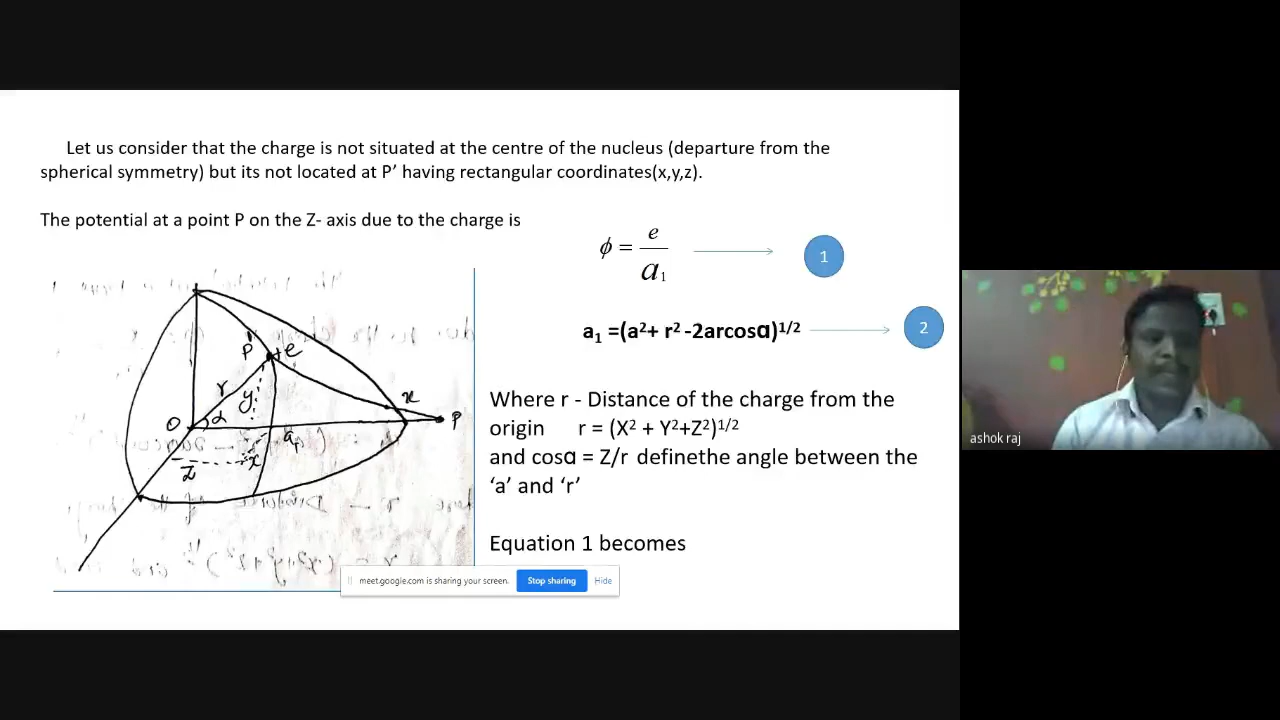 Let us consider that the charge is not situated at the centre of the nucleus (departure from the
spherical symmetry) but its not located at P’ having rectangular coordinates(x,y,z).
The potential at a point P on the Z- axis due to the charge is
ϕ = e/a₁
1
a₁ =(a²+ r² -2arcosɑ)¹/²
2
Where r - Distance of the charge from the
origin r = (X² + Y²+Z²)¹/²
and cosɑ = Z/r definethe angle between the
‘a’ and ‘r’
Equation 1 becomes
P' e
r
y
x
O α
P
a
z x
meet.google.com is sharing your screen. Stop sharing Hide
ashok raj